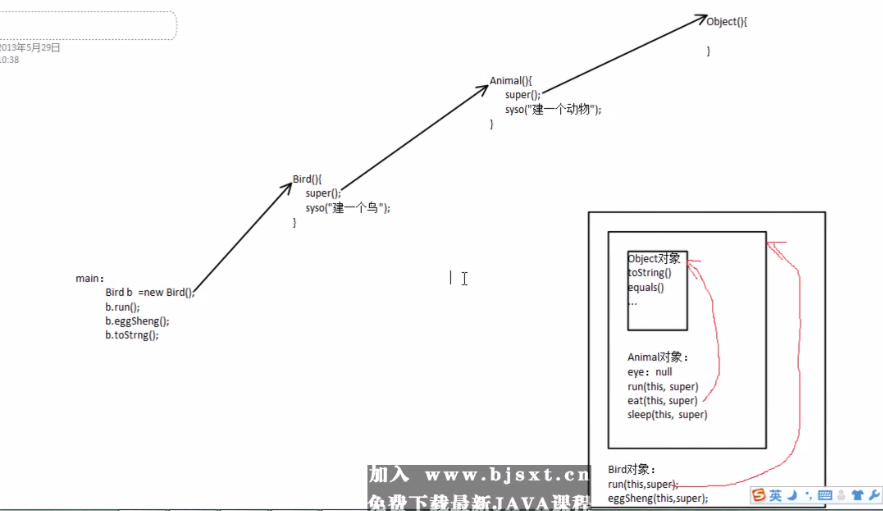 2013年5月29日
10:38
Object(){
}
Animal(){
super();
syso("建一个动物");
}
Bird(){
super();
syso("建一个鸟");
}
main：
Bird b =new Bird();
b.run();
b.eggSheng();
b.toStrng();
Object对象
toString()
equals()
...
Animal对象：
eye：null
run(this, super)
eat(this, super)
sleep(this, super)
Bird对象：
run(this,super);
eggSheng(this,super);
加入 www.bjsxt.cn
免费下载最新JAVA课程
英